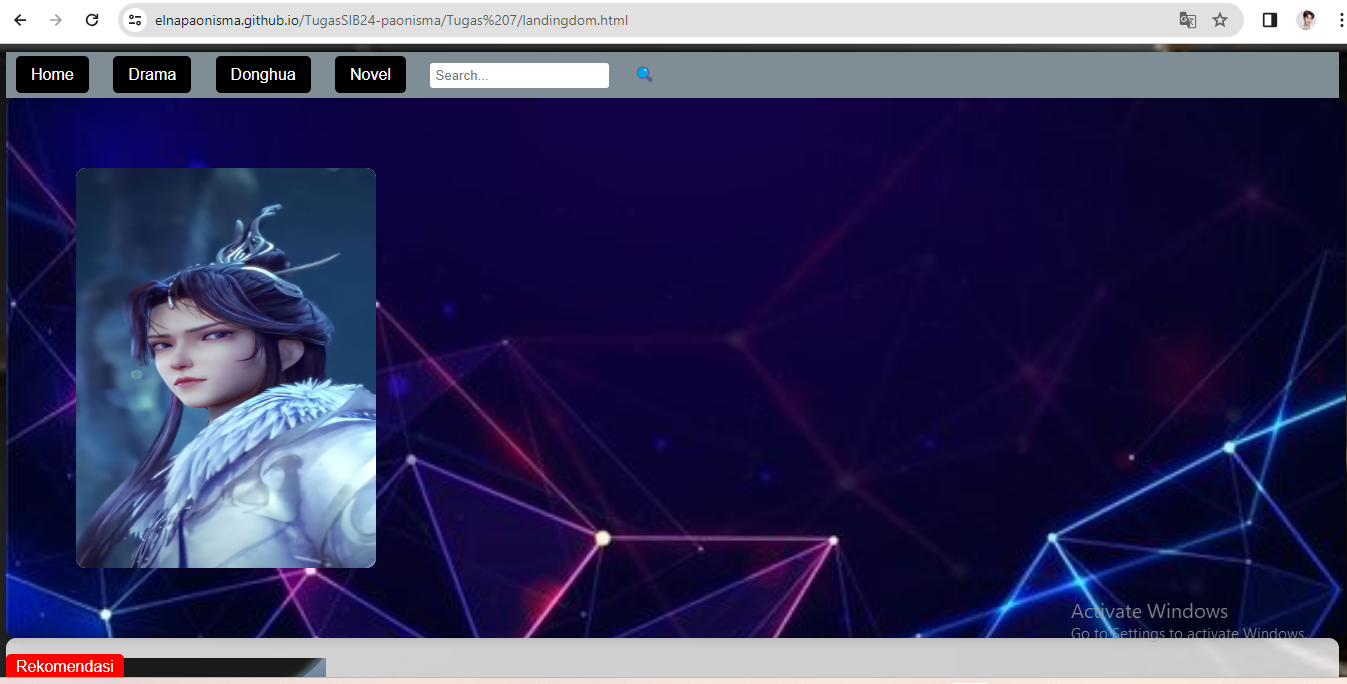 elnapaonisma.github.io/TugasSIB24-paonisma/Tugas%207/landingdom.html
Home Drama Donghua Novel Search...
Activate Windows
Go to Settings to activate Windows.
Rekomendasi